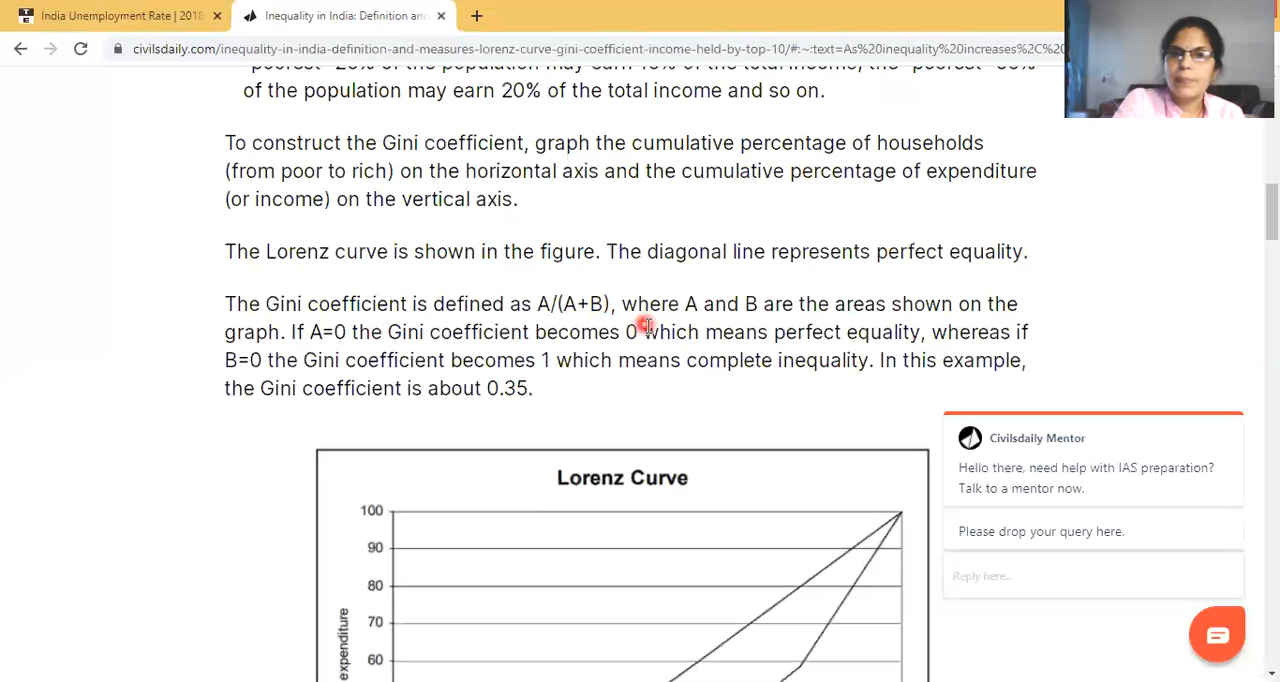 India Unemployment Rate | 2018
Inequality in India: Definition an
civilsdaily.com/inequality-in-india-definition-and-measures-lorenz-curve-gini-coefficient-income-held-by-top-10/#:~:text=As%20inequality%20increases%2C%20
of the population may earn 20% of the total income and so on.
To construct the Gini coefficient, graph the cumulative percentage of households
(from poor to rich) on the horizontal axis and the cumulative percentage of expenditure
(or income) on the vertical axis.
The Lorenz curve is shown in the figure. The diagonal line represents perfect equality.
The Gini coefficient is defined as A/(A+B), where A and B are the areas shown on the
graph. If A=0 the Gini coefficient becomes 0 which means perfect equality, whereas if
B=0 the Gini coefficient becomes 1 which means complete inequality. In this example,
the Gini coefficient is about 0.35.
Lorenz Curve
100
90
80
70
60
expenditure
Civilsdaily Mentor
Hello there, need help with IAS preparation?
Talk to a mentor now.
Please drop your query here.
Reply here...